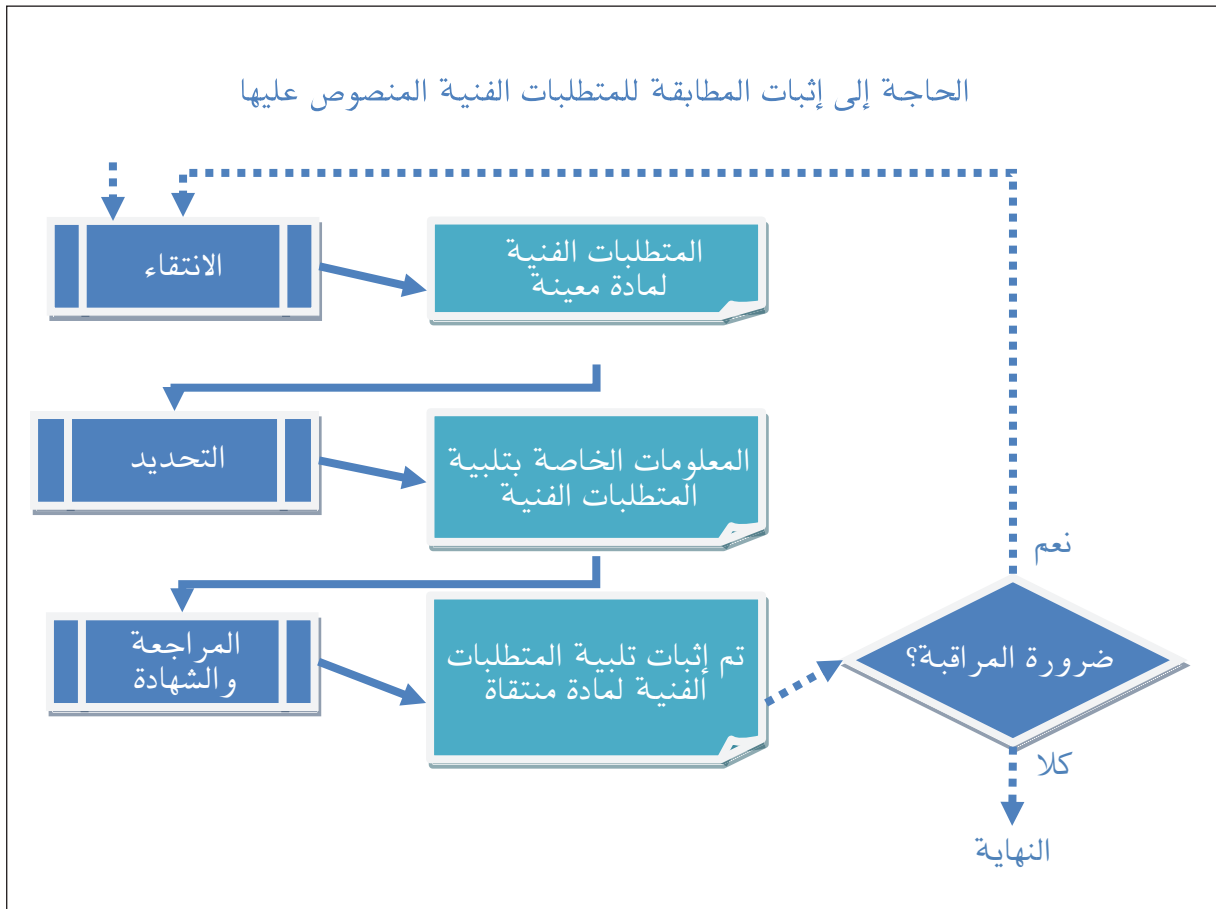 الحاجة إلى إثبات المطابقة للمتطلبات الفنية المنصوص عليها
الانتقاء
المتطلبات الفنية
لمادة معينة
التحديد
المعلومات الخاصة بتلبية
المتطلبات الفنية
المراجعة
والشهادة
تم إثبات تلبية المتطلبات
الفنية لمادة منتقاة
ضرورة المراقبة؟
نعم
كلا
النهاية